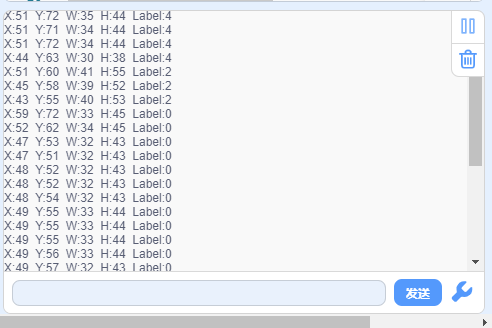 X:51 Y:72 W:35 H:44 Label:4
X:51 Y:71 W:34 H:44 Label:4
X:51 Y:72 W:34 H:44 Label:4
X:44 Y:63 W:30 H:38 Label:4
X:51 Y:60 W:41 H:55 Label:2
X:45 Y:58 W:39 H:52 Label:2
X:43 Y:55 W:40 H:53 Label:2
X:59 Y:72 W:33 H:45 Label:0
X:52 Y:62 W:34 H:45 Label:0
X:47 Y:53 W:32 H:43 Label:0
X:47 Y:51 W:32 H:43 Label:0
X:48 Y:52 W:32 H:43 Label:0
X:48 Y:52 W:32 H:43 Label:0
X:48 Y:54 W:32 H:43 Label:0
X:49 Y:55 W:33 H:44 Label:0
X:49 Y:55 W:33 H:44 Label:0
X:49 Y:55 W:33 H:44 Label:0
X:49 Y:56 W:33 H:44 Label:0
X:49 Y:57 W:32 H:43 Label:0
发送